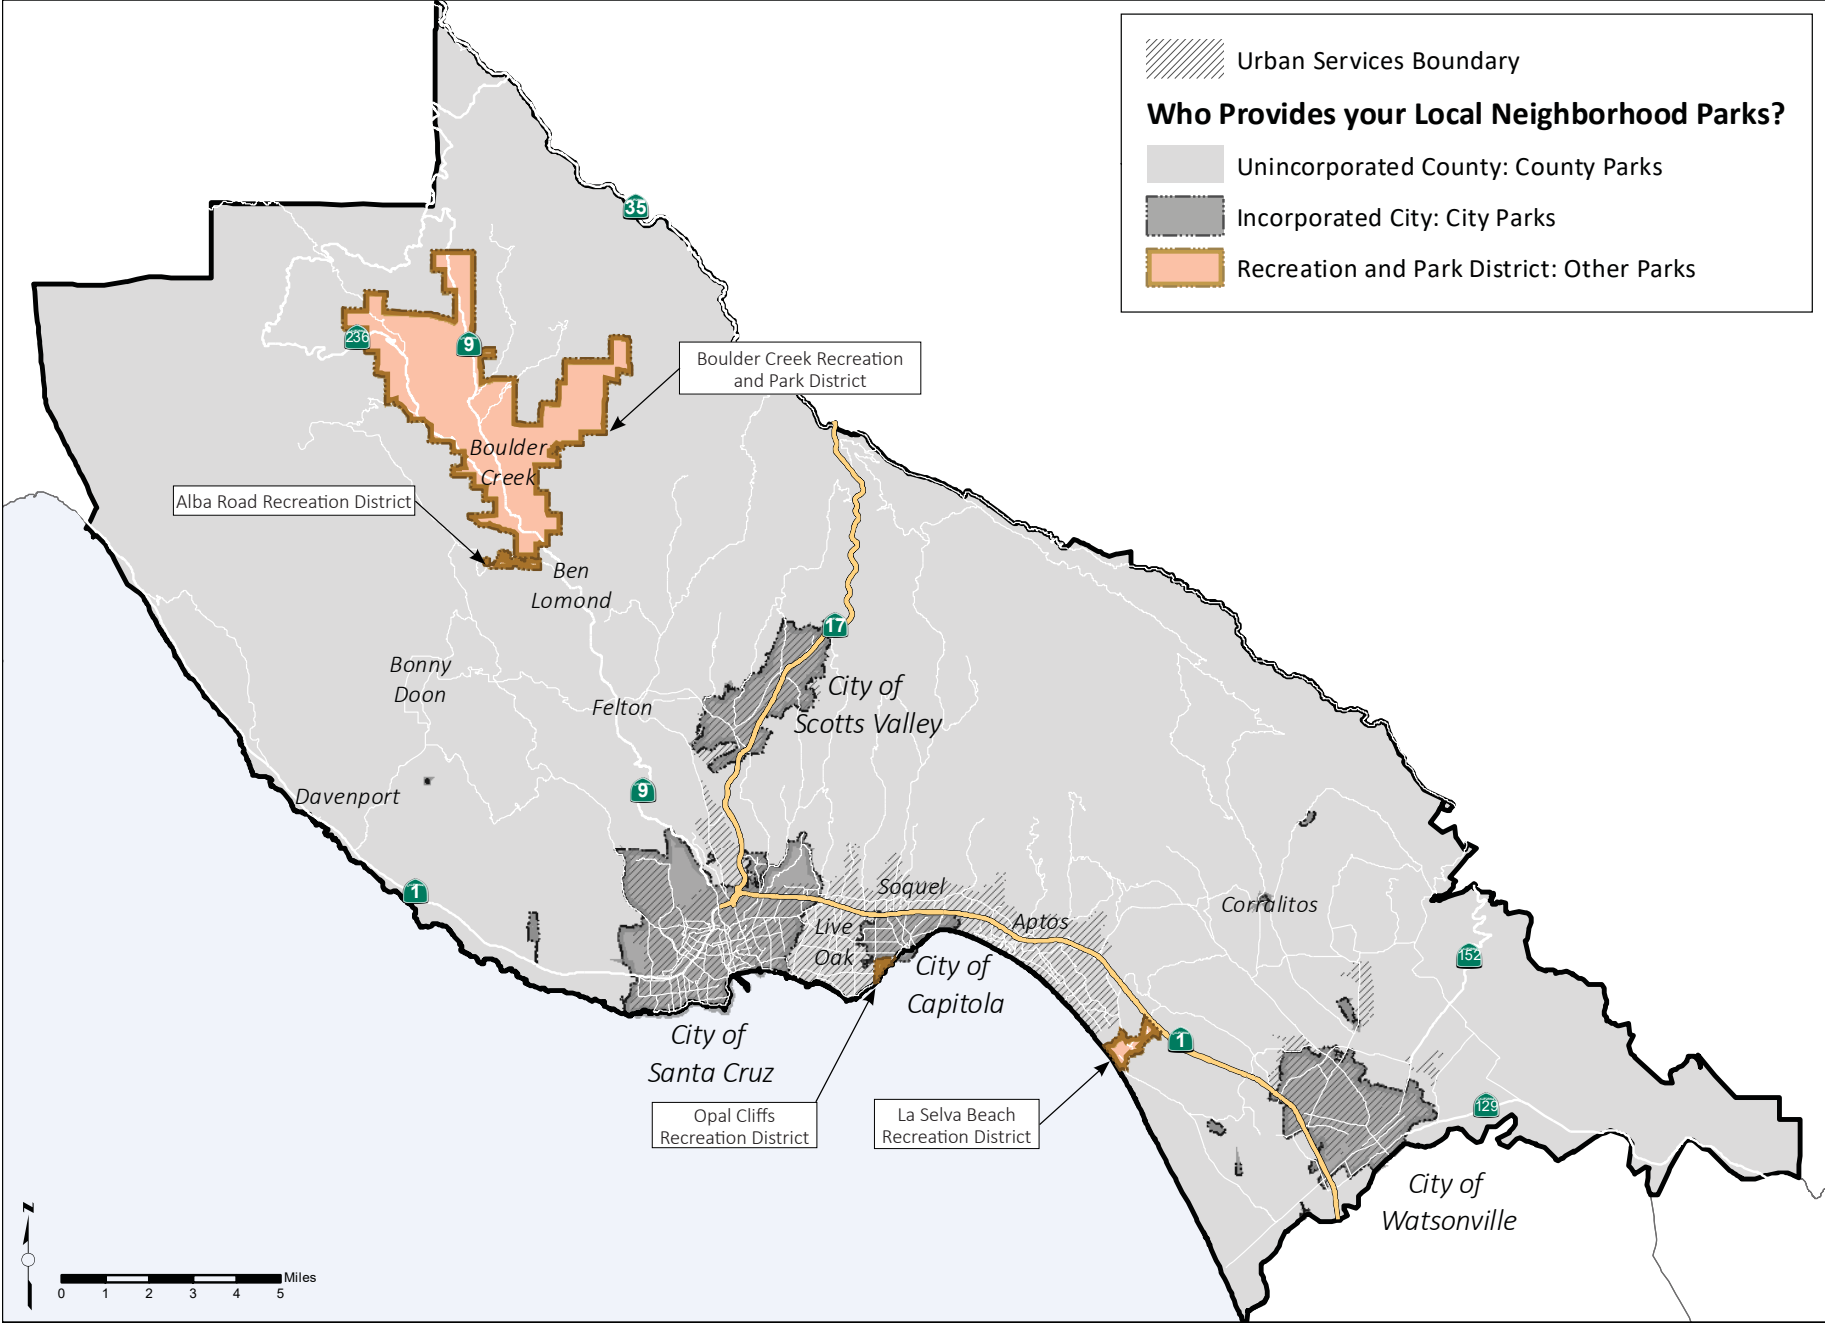 Urban Services Boundary
Who Provides your Local Neighborhood Parks?
Unincorporated County: County Parks
Incorporated City: City Parks
Recreation and Park District: Other Parks
35
236
9
Boulder Creek Recreation
and Park District
Boulder
Creek
Alba Road Recreation District
Ben
Lomond
17
Bonny
Doon
Felton
City of
Scotts Valley
Davenport
9
1
Soquel
Live
Oak
Aptos
Corralitos
152
City of
Capitola
City of
Santa Cruz
1
Opal Cliffs
Recreation District
La Selva Beach
Recreation District
129
City of
Watsonville
N
Miles
0 1 2 3 4 5